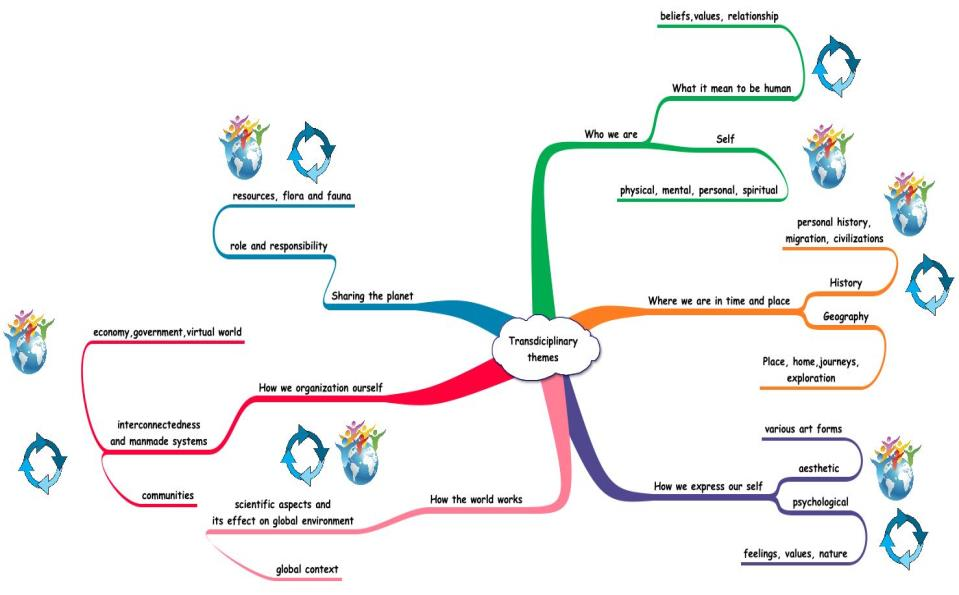 Transdiciplinary
themes
Who we are
What it mean to be human
beliefs,values, relationship
Self
physical, mental, personal, spiritual
Where we are in time and place
History
personal history,
migration, civilizations
Geography
Place, home,journeys,
exploration
How we express our self
aesthetic
various art forms
psychological
feelings, values, nature
How the world works
scientific aspects and
its effect on global environment
global context
How we organization ourself
interconnectedness
and manmade systems
economy,government,virtual world
communities
Sharing the planet
role and responsibility
resources, flora and fauna